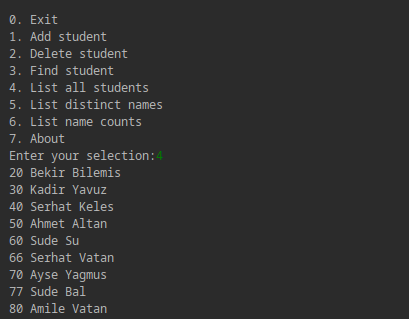 0. Exit
1. Add student
2. Delete student
3. Find student
4. List all students
5. List distinct names
6. List name counts
7. About
Enter your selection:4
20 Bekir Bilemis
30 Kadir Yavuz
40 Serhat Keles
50 Ahmet Altan
60 Sude Su
66 Serhat Vatan
70 Ayse Yagmus
77 Sude Bal
80 Amile Vatan